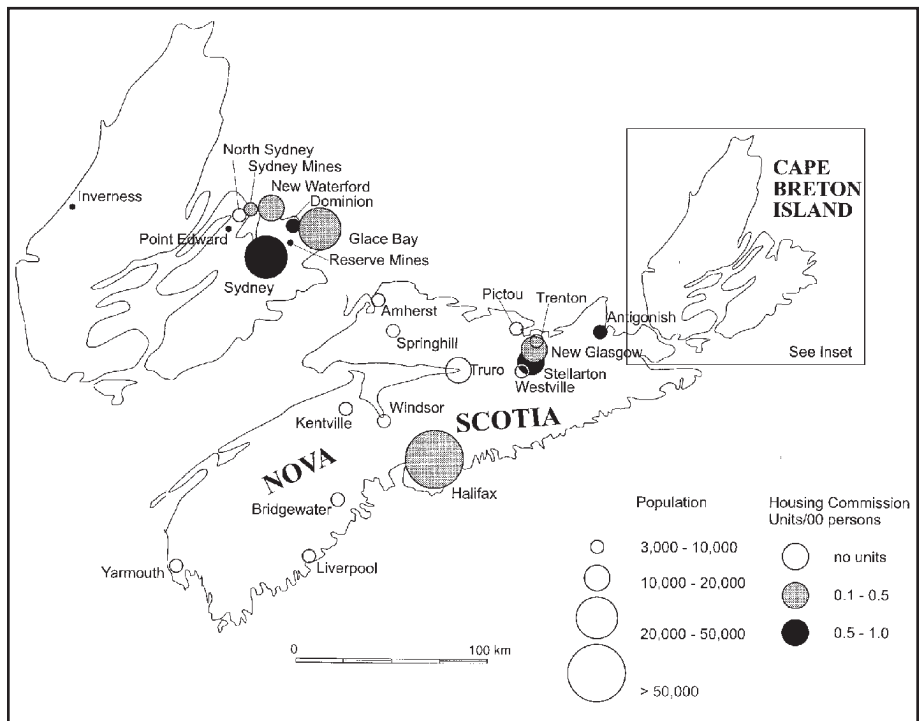 North Sydney
Sydney Mines
New Waterford
Dominion
Inverness
Point Edward
Glace Bay
Reserve Mines
Sydney
CAPE
BRETON
ISLAND
See Inset
Pictou
Trenton
Antigonish
Amherst
Springhill
New Glasgow
Truro
Stellarton
Westville
Kentville
Windsor
NOVA
SCOTIA
Halifax
Bridgewater
Yarmouth
Liverpool
0
100 km
Population
3,000 - 10,000
10,000 - 20,000
20,000 - 50,000
> 50,000
Housing Commission
Units/00 persons
no units
0.1 - 0.5
0.5 - 1.0